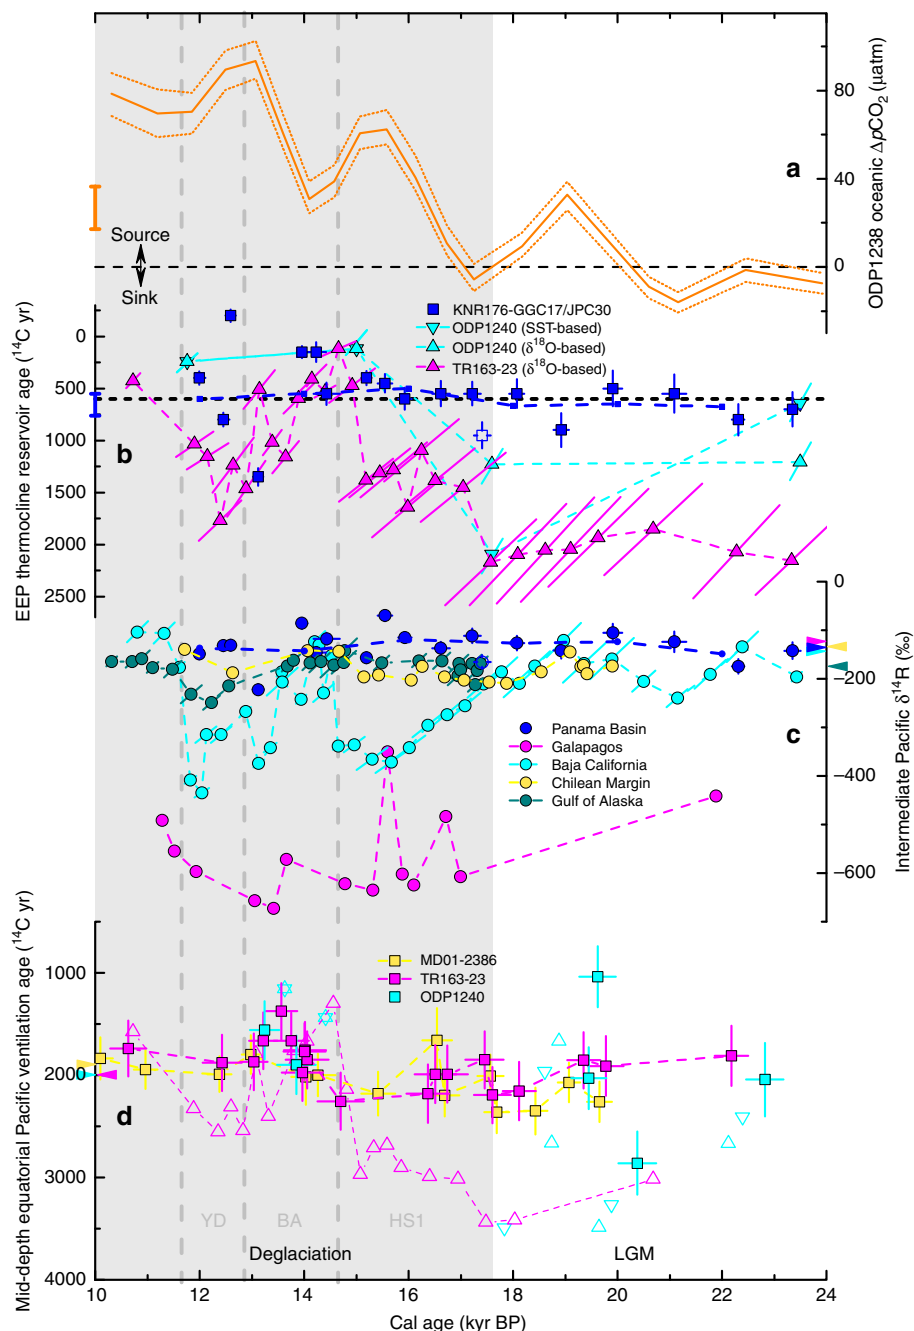 80
40
0
ODP1238 oceanic ΔpCO2 (μatm)
a
Source
Sink
KNR176-GGC17/JPC30
ODP1240 (SST-based)
ODP1240 (δ18O-based)
TR163-23 (δ18O-based)
0
500
1000
1500
2000
2500
EEP thermocline reservoir age (14C yr)
b
0
−200
−400
−600
Intermediate Pacific δ14R (‰)
c
Panama Basin
Galapagos
Baja California
Chilean Margin
Gulf of Alaska
MD01-2386
TR163-23
ODP1240
1000
2000
3000
4000
Mid-depth equatorial Pacific ventilation age (14C yr)
d
YD
BA
HS1
Deglaciation
LGM
10 12 14 16 18 20 22 24
Cal age (kyr BP)